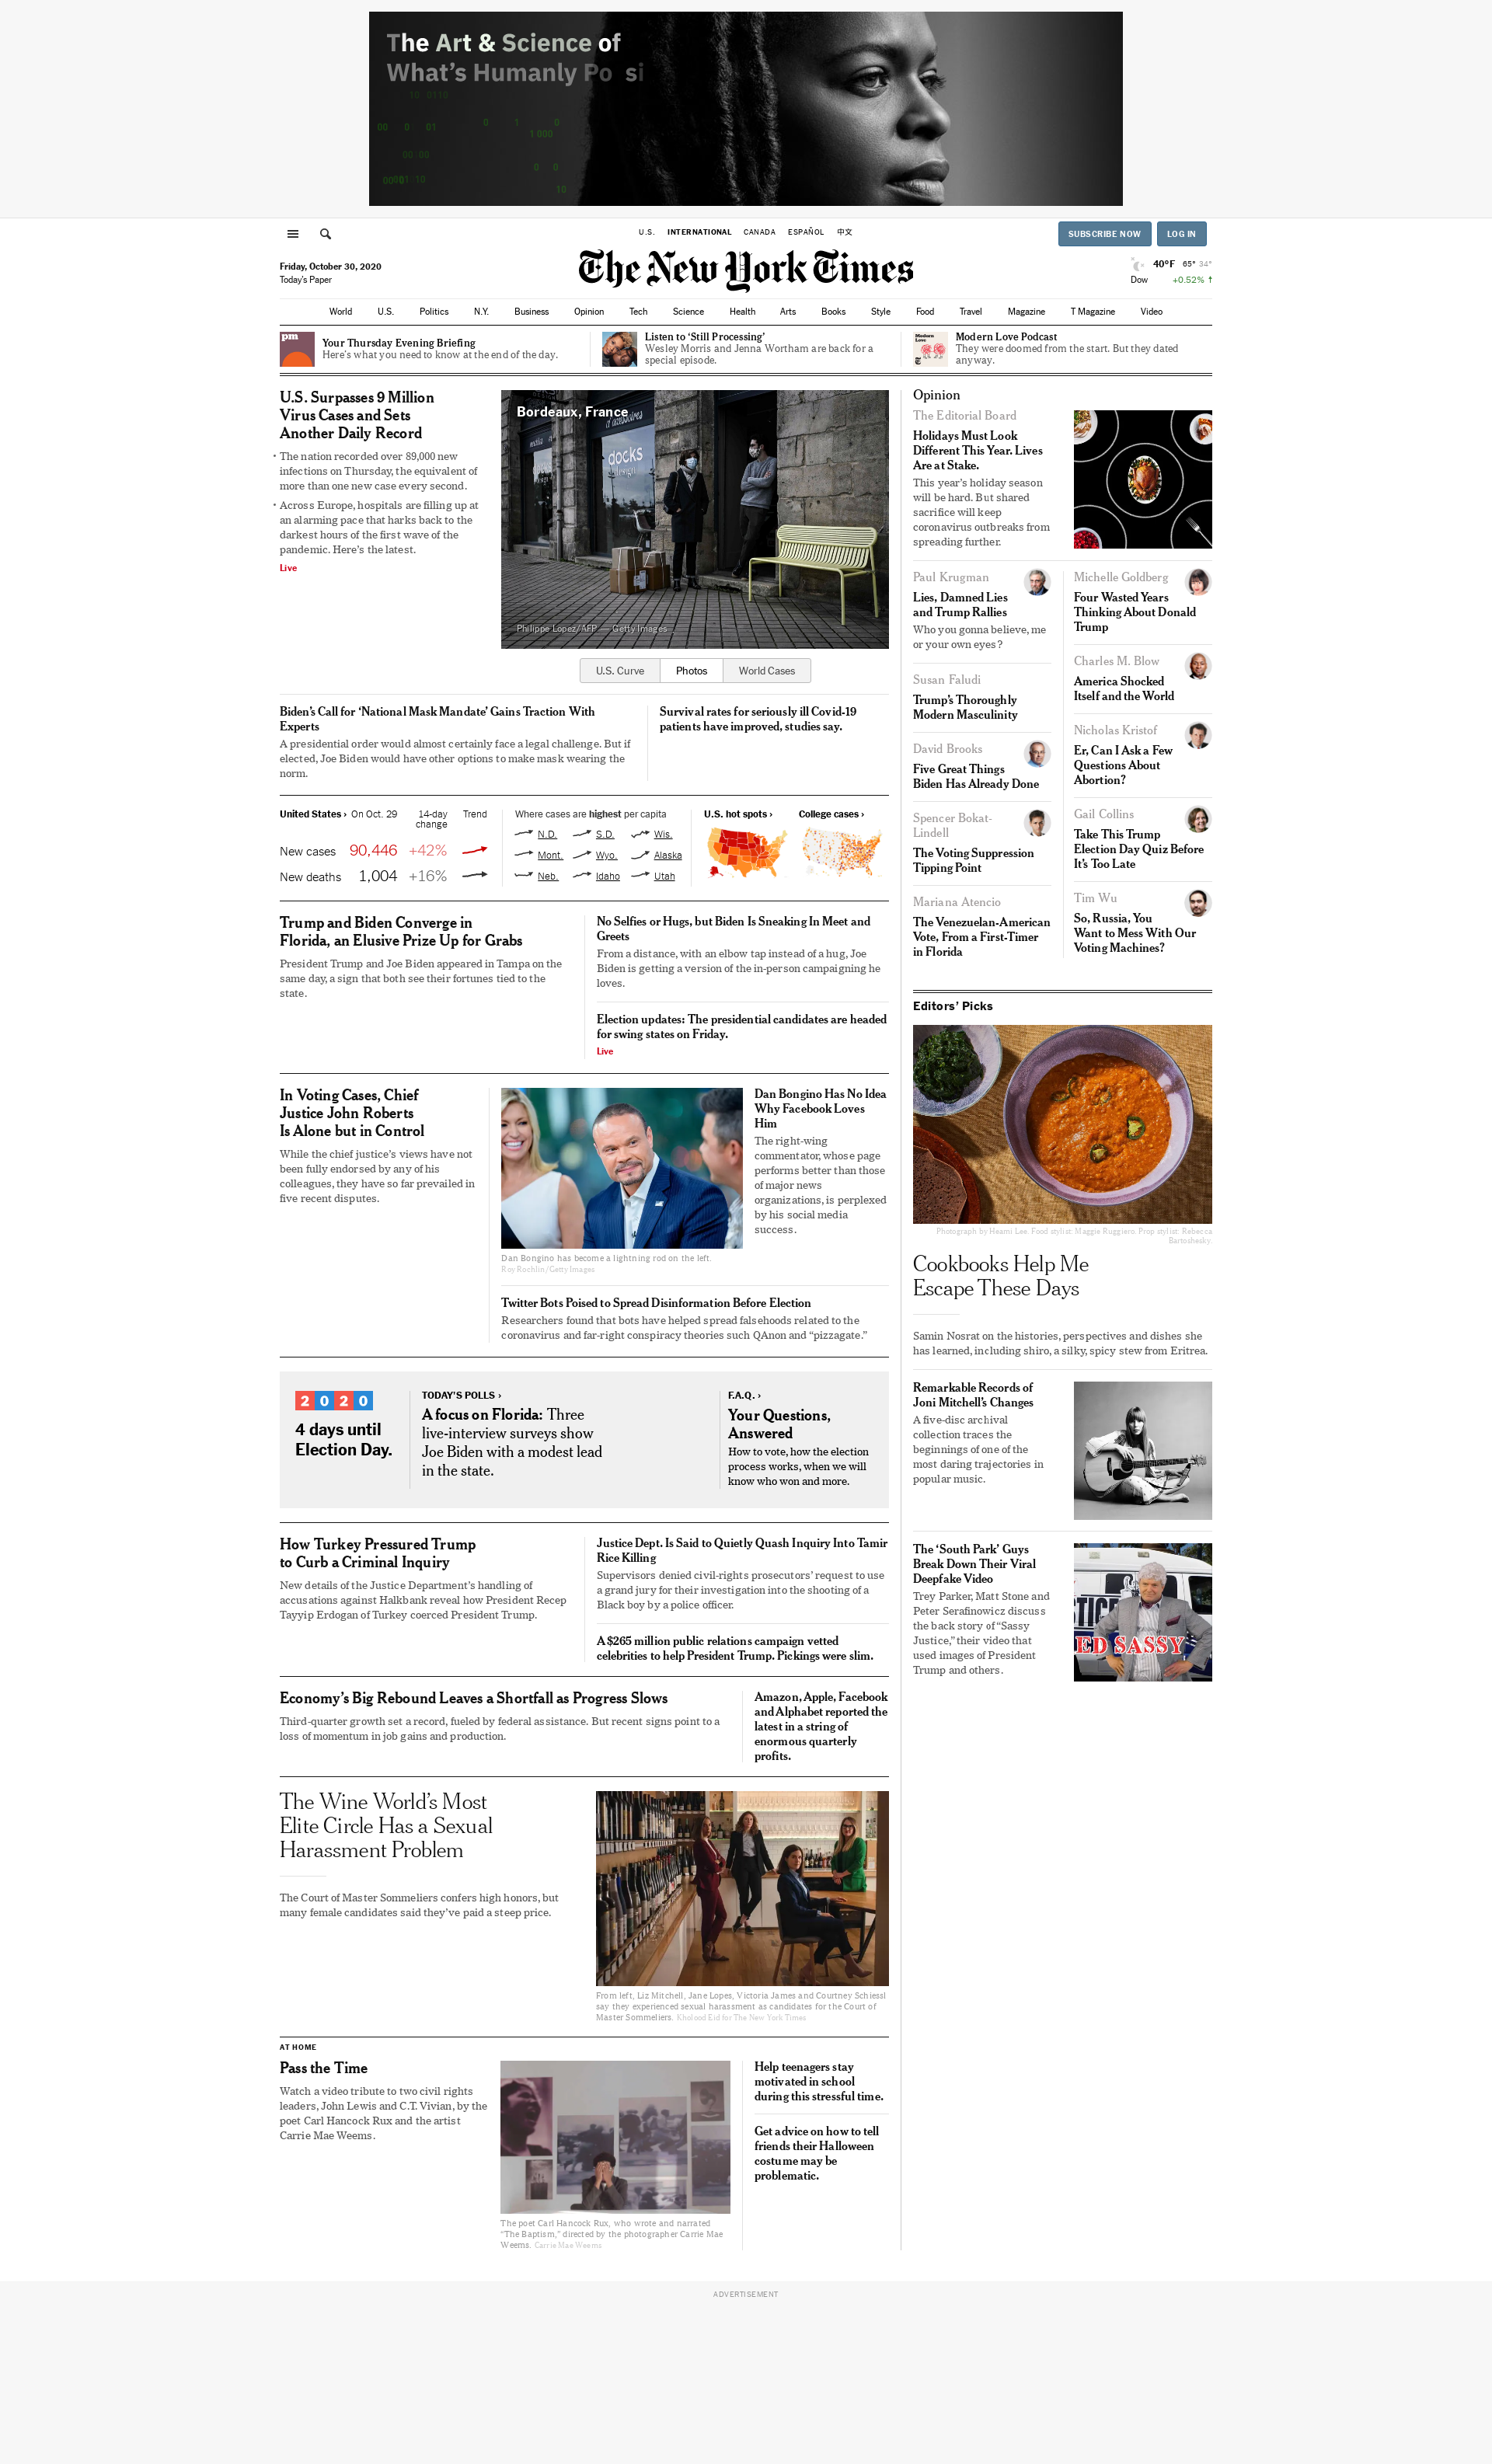 The Art & Science of
What's Humanly Po si
U.S. INTERNATIONAL CANADA ESPAÑOL 中文
SUBSCRIBE NOW LOG IN
Friday, October 30, 2020
Today's Paper
The New York Times
40°F 65° 34°
Dow +0.52% ↑
World U.S. Politics N.Y. Business Opinion Tech Science Health Arts Books Style Food Travel Magazine T Magazine Video
pm
Your Thursday Evening Briefing
Here's what you need to know at the end of the day.
Listen to ‘Still Processing’
Wesley Morris and Jenna Wortham are back for a
special episode.
Modern
Love
Modern Love Podcast
They were doomed from the start. But they dated
anyway.
U.S. Surpasses 9 Million
Virus Cases and Sets
Another Daily Record
• The nation recorded over 89,000 new
infections on Thursday, the equivalent of
more than one new case every second.
• Across Europe, hospitals are filling up at
an alarming pace that harks back to the
darkest hours of the first wave of the
pandemic. Here's the latest.
Live
Bordeaux, France
docks
design
Philippe Lopez/AFP — Getty Images
U.S. Curve Photos World Cases
Biden’s Call for ‘National Mask Mandate’ Gains Traction With
Experts
A presidential order would almost certainly face a legal challenge. But if
elected, Joe Biden would have other options to make mask wearing the
norm.
Survival rates for seriously ill Covid-19
patients have improved, studies say.
United States › On Oct. 29 14-day
change Trend
New cases 90,446 +42%
New deaths 1,004 +16%
Where cases are highest per capita
N.D. S.D. Wis.
Mont. Wyo. Alaska
Neb. Idaho Utah
U.S. hot spots › College cases ›
Trump and Biden Converge in
Florida, an Elusive Prize Up for Grabs
President Trump and Joe Biden appeared in Tampa on the
same day, a sign that both see their fortunes tied to the
state.
No Selfies or Hugs, but Biden Is Sneaking In Meet and
Greets
From a distance, with an elbow tap instead of a hug, Joe
Biden is getting a version of the in-person campaigning he
loves.
Election updates: The presidential candidates are headed
for swing states on Friday.
Live
In Voting Cases, Chief
Justice John Roberts
Is Alone but in Control
While the chief justice’s views have not
been fully endorsed by any of his
colleagues, they have so far prevailed in
five recent disputes.
Dan Bongino has become a lightning rod on the left.
Roy Rochlin/Getty Images
Dan Bongino Has No Idea
Why Facebook Loves
Him
The right-wing
commentator, whose page
performs better than those
of major news
organizations, is perplexed
by his social media
success.
Twitter Bots Poised to Spread Disinformation Before Election
Researchers found that bots have helped spread falsehoods related to the
coronavirus and far-right conspiracy theories such QAnon and “pizzagate.”
2020
4 days until
Election Day.
TODAY’S POLLS ›
A focus on Florida: Three
live-interview surveys show
Joe Biden with a modest lead
in the state.
F.A.Q. ›
Your Questions,
Answered
How to vote, how the election
process works, when we will
know who won and more.
How Turkey Pressured Trump
to Curb a Criminal Inquiry
New details of the Justice Department’s handling of
accusations against Halkbank reveal how President Recep
Tayyip Erdogan of Turkey coerced President Trump.
Justice Dept. Is Said to Quietly Quash Inquiry Into Tamir
Rice Killing
Supervisors denied civil-rights prosecutors’ request to use
a grand jury for their investigation into the shooting of a
Black boy by a police officer.
A $265 million public relations campaign vetted
celebrities to help President Trump. Pickings were slim.
Economy’s Big Rebound Leaves a Shortfall as Progress Slows
Third-quarter growth set a record, fueled by federal assistance. But recent signs point to a
loss of momentum in job gains and production.
Amazon, Apple, Facebook
and Alphabet reported the
latest in a string of
enormous quarterly
profits.
The Wine World’s Most
Elite Circle Has a Sexual
Harassment Problem
The Court of Master Sommeliers confers high honors, but
many female candidates said they’ve paid a steep price.
From left, Liz Mitchell, Jane Lopes, Victoria James and Courtney Schiessl
say they experienced sexual harassment as candidates for the Court of
Master Sommeliers. Kholood Eid for The New York Times
AT HOME
Pass the Time
Watch a video tribute to two civil rights
leaders, John Lewis and C.T. Vivian, by the
poet Carl Hancock Rux and the artist
Carrie Mae Weems.
The poet Carl Hancock Rux, who wrote and narrated
“The Baptism,” directed by the photographer Carrie Mae
Weems. Carrie Mae Weems
Help teenagers stay
motivated in school
during this stressful time.
Get advice on how to tell
friends their Halloween
costume may be
problematic.
Opinion
The Editorial Board
Holidays Must Look
Different This Year. Lives
Are at Stake.
This year’s holiday season
will be hard. But shared
sacrifice will keep
coronavirus outbreaks from
spreading further.
Paul Krugman
Lies, Damned Lies
and Trump Rallies
Who you gonna believe, me
or your own eyes?
Susan Faludi
Trump’s Thoroughly
Modern Masculinity
David Brooks
Five Great Things
Biden Has Already Done
Spencer Bokat-
Lindell
The Voting Suppression
Tipping Point
Mariana Atencio
The Venezuelan-American
Vote, From a First-Timer
in Florida
Michelle Goldberg
Four Wasted Years
Thinking About Donald
Trump
Charles M. Blow
America Shocked
Itself and the World
Nicholas Kristof
Er, Can I Ask a Few
Questions About
Abortion?
Gail Collins
Take This Trump
Election Day Quiz Before
It’s Too Late
Tim Wu
So, Russia, You
Want to Mess With Our
Voting Machines?
Editors’ Picks
Photograph by Heami Lee. Food stylist: Maggie Ruggiero. Prop stylist: Rebecca
Bartoshesky.
Cookbooks Help Me
Escape These Days
Samin Nosrat on the histories, perspectives and dishes she
has learned, including shiro, a silky, spicy stew from Eritrea.
Remarkable Records of
Joni Mitchell’s Changes
A five-disc archival
collection traces the
beginnings of one of the
most daring trajectories in
popular music.
The ‘South Park’ Guys
Break Down Their Viral
Deepfake Video
Trey Parker, Matt Stone and
Peter Serafinowicz discuss
the back story of “Sassy
Justice,” their video that
used images of President
Trump and others.
TICE
ED SASSY
ADVERTISEMENT